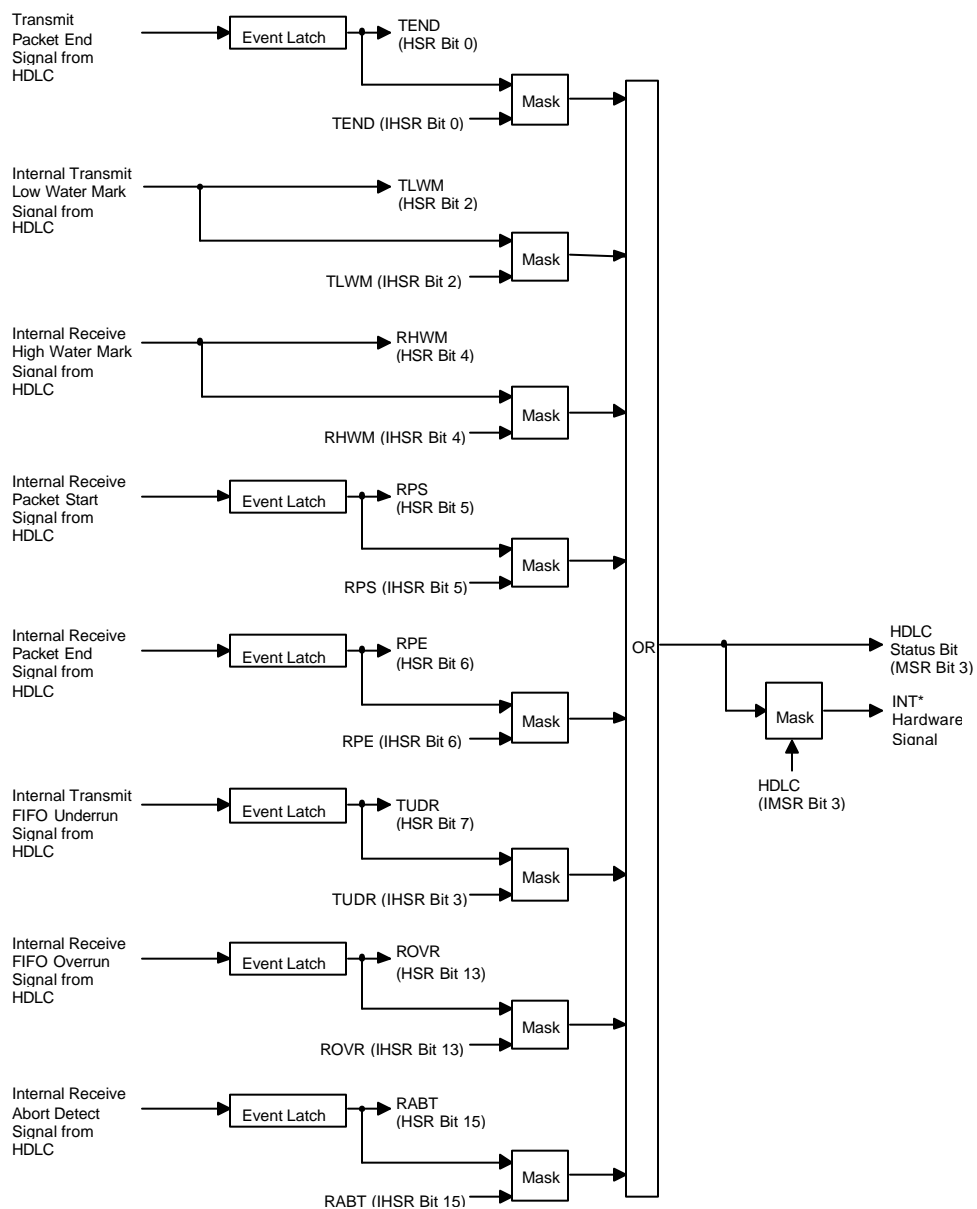 Transmit
Packet End
Signal from
HDLC
Event Latch
TEND
(HSR Bit 0)
Mask
TEND (IHSR Bit 0)
Internal Transmit
Low Water Mark
Signal from
HDLC
TLWM
(HSR Bit 2)
Mask
TLWM (IHSR Bit 2)
Internal Receive
High Water Mark
Signal from
HDLC
RHWM
(HSR Bit 4)
Mask
RHWM (IHSR Bit 4)
Internal Receive
Packet Start
Signal from
HDLC
Event Latch
RPS
(HSR Bit 5)
Mask
RPS (IHSR Bit 5)
Internal Receive
Packet End
Signal from
HDLC
Event Latch
RPE
(HSR Bit 6)
Mask
RPE (IHSR Bit 6)
OR
HDLC
Status Bit
(MSR Bit 3)
Mask
INT*
Hardware
Signal
HDLC
(IMSR Bit 3)
Internal Transmit
FIFO Underrun
Signal from
HDLC
Event Latch
TUDR
(HSR Bit 7)
Mask
TUDR (IHSR Bit 3)
Internal Receive
FIFO Overrun
Signal from
HDLC
Event Latch
ROVR
(HSR Bit 13)
Mask
ROVR (IHSR Bit 13)
Internal Receive
Abort Detect
Signal from
HDLC
Event Latch
RABT
(HSR Bit 15)
Mask
RABT (IHSR Bit 15)